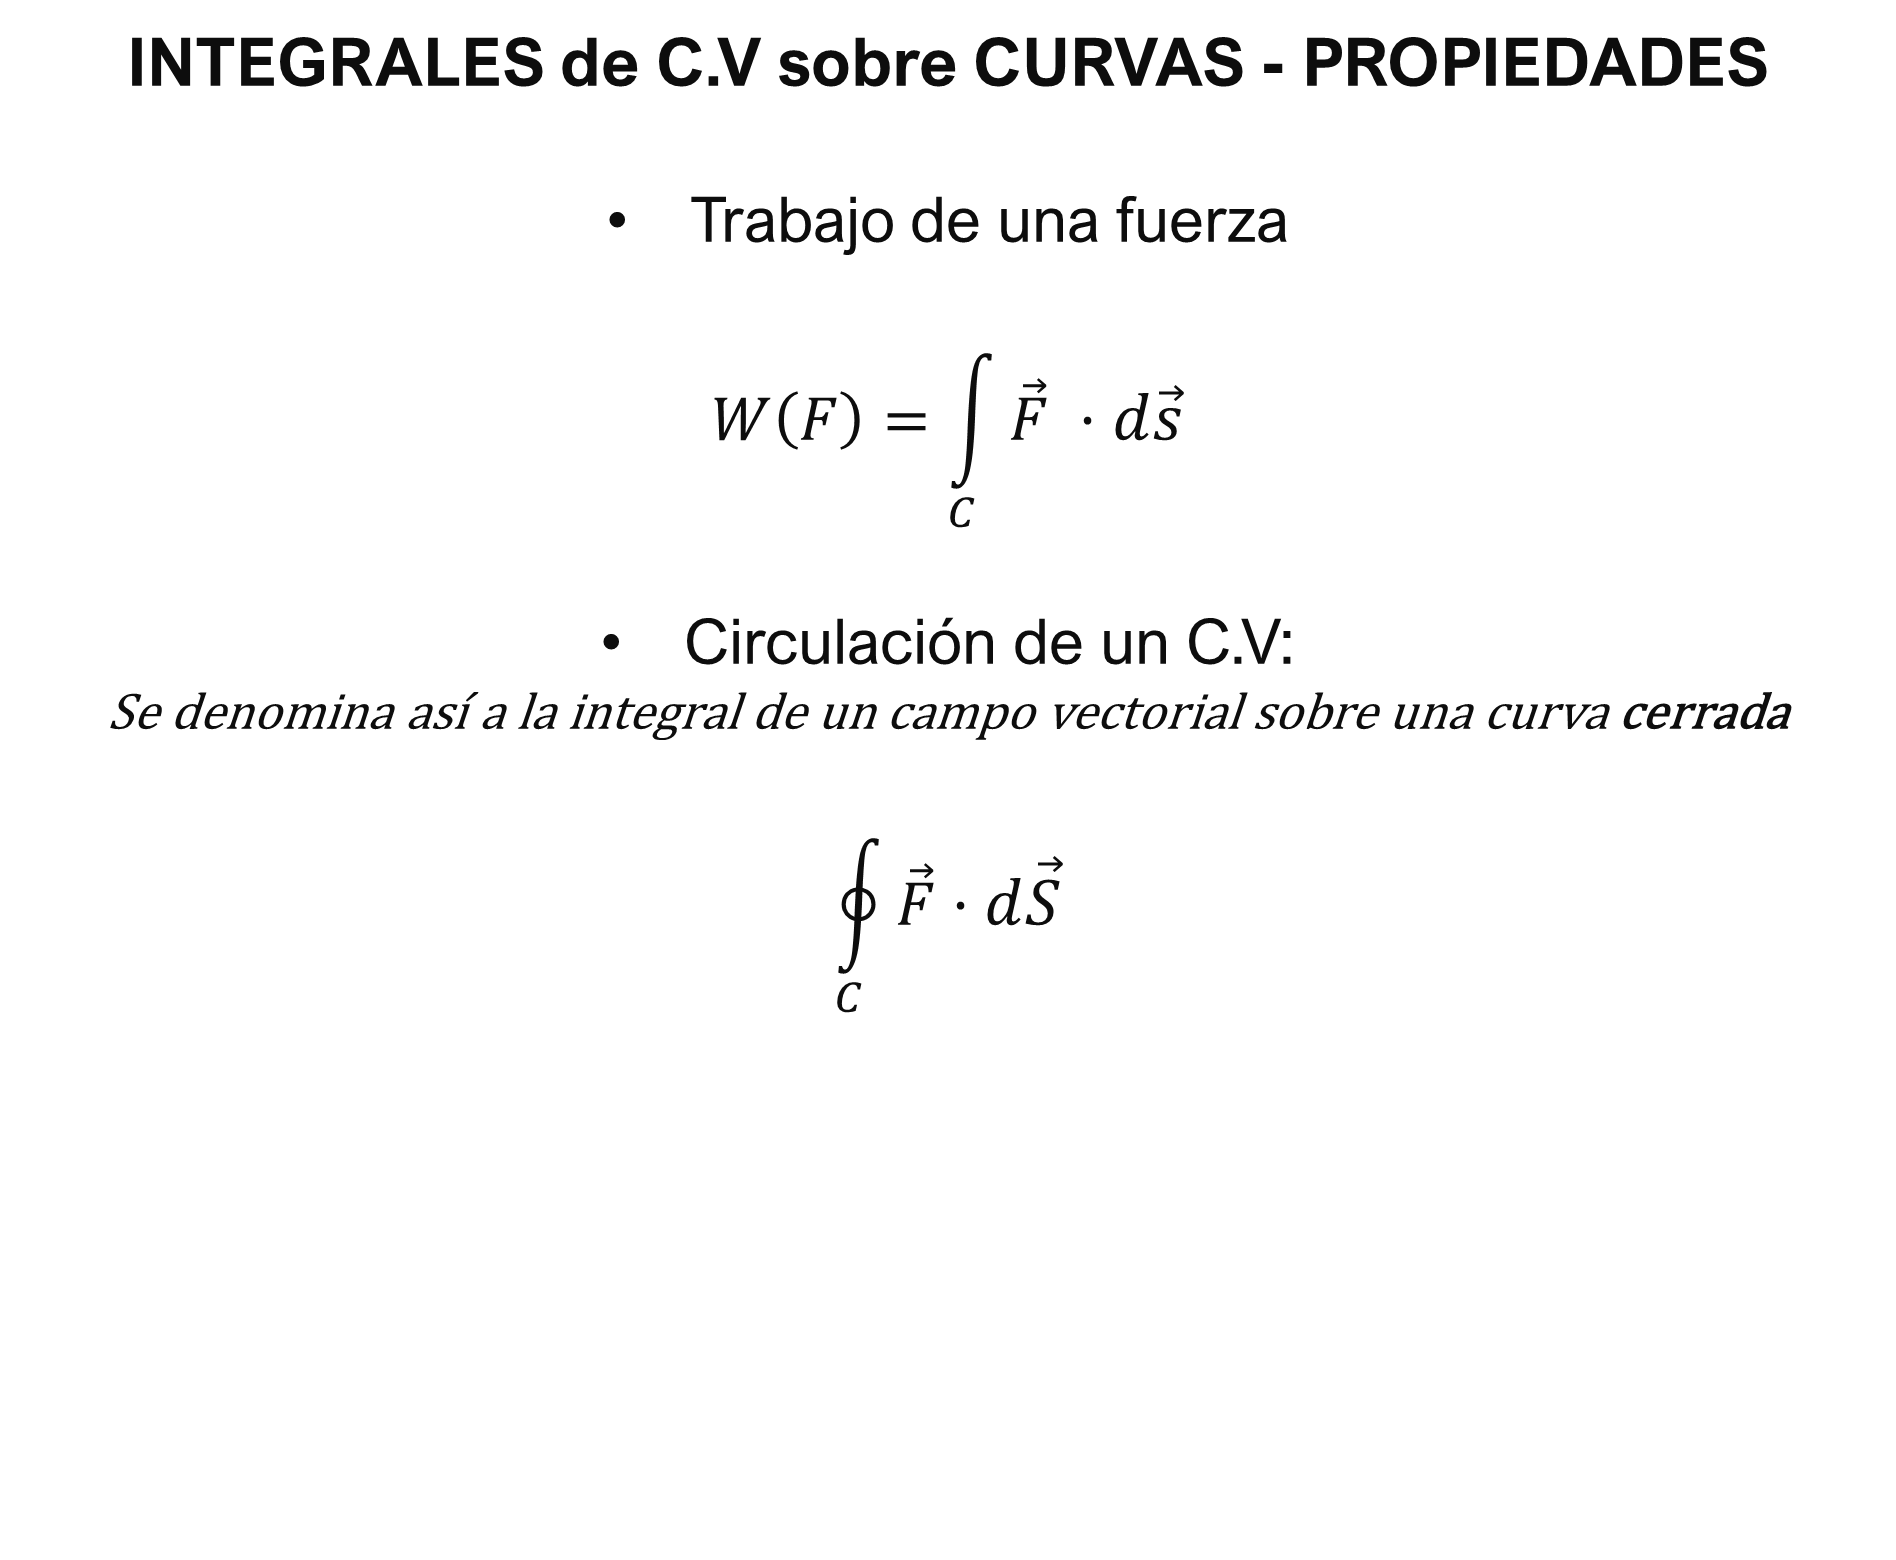 INTEGRALES de C.V sobre CURVAS - PROPIEDADES
• Trabajo de una fuerza
W(F) = ∫_C F⃗ · ds⃗
• Circulación de un C.V:
Se denomina así a la integral de un campo vectorial sobre una curva cerrada
∮_C F⃗ · dS⃗